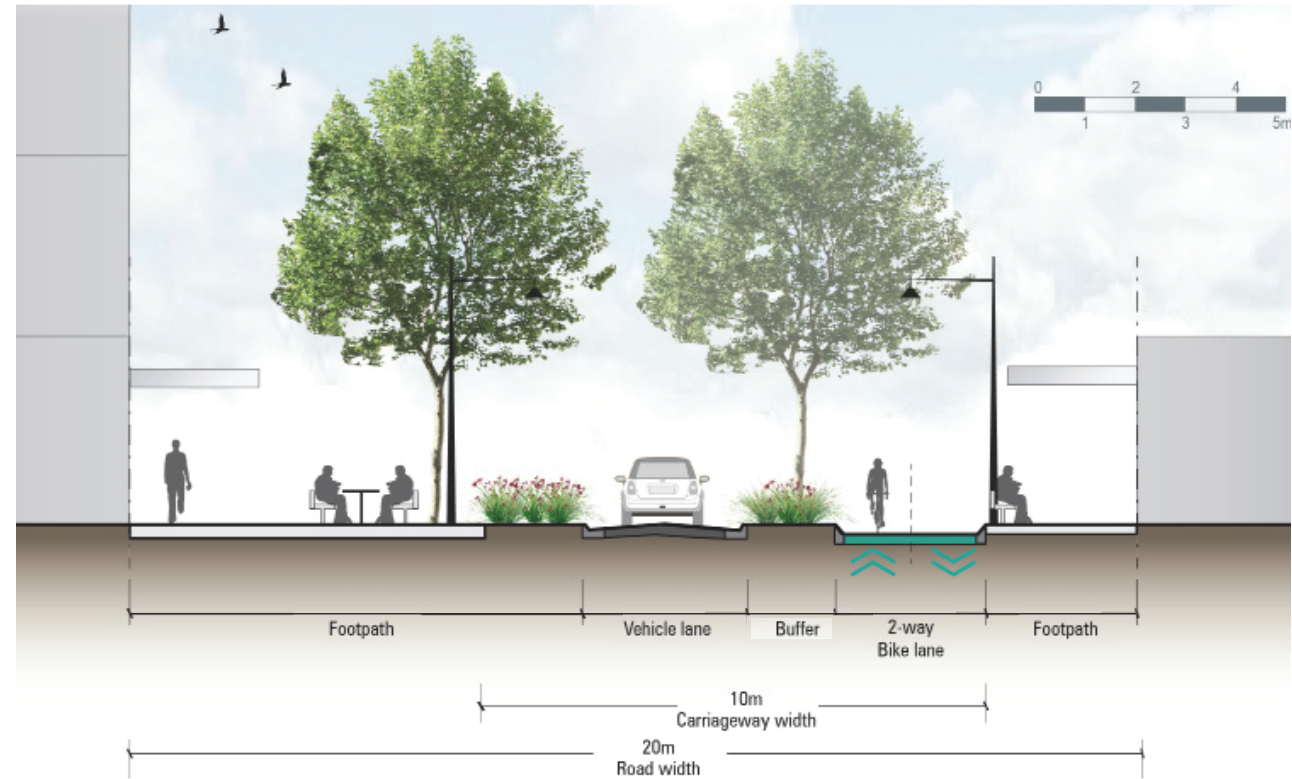 0 2 4
1 3 5m
Footpath Vehicle lane Buffer 2-way Footpath
Bike lane
10m
Carriageway width
20m
Road width